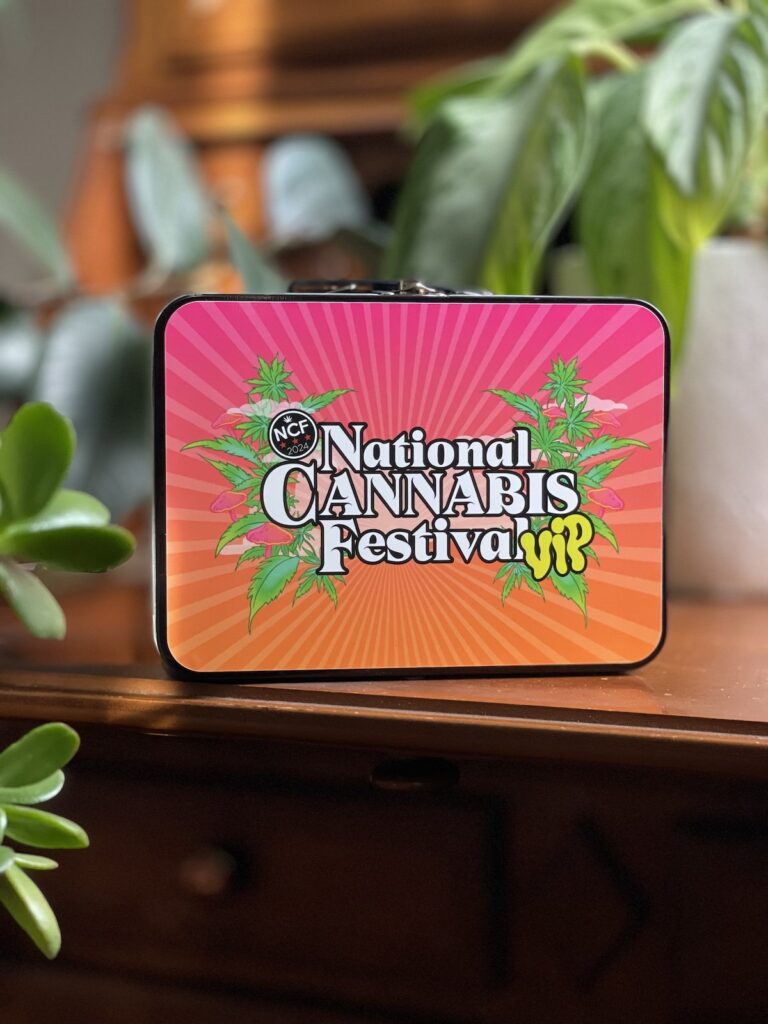 NCF
2024
National
CANNABIS
Festival
ViP